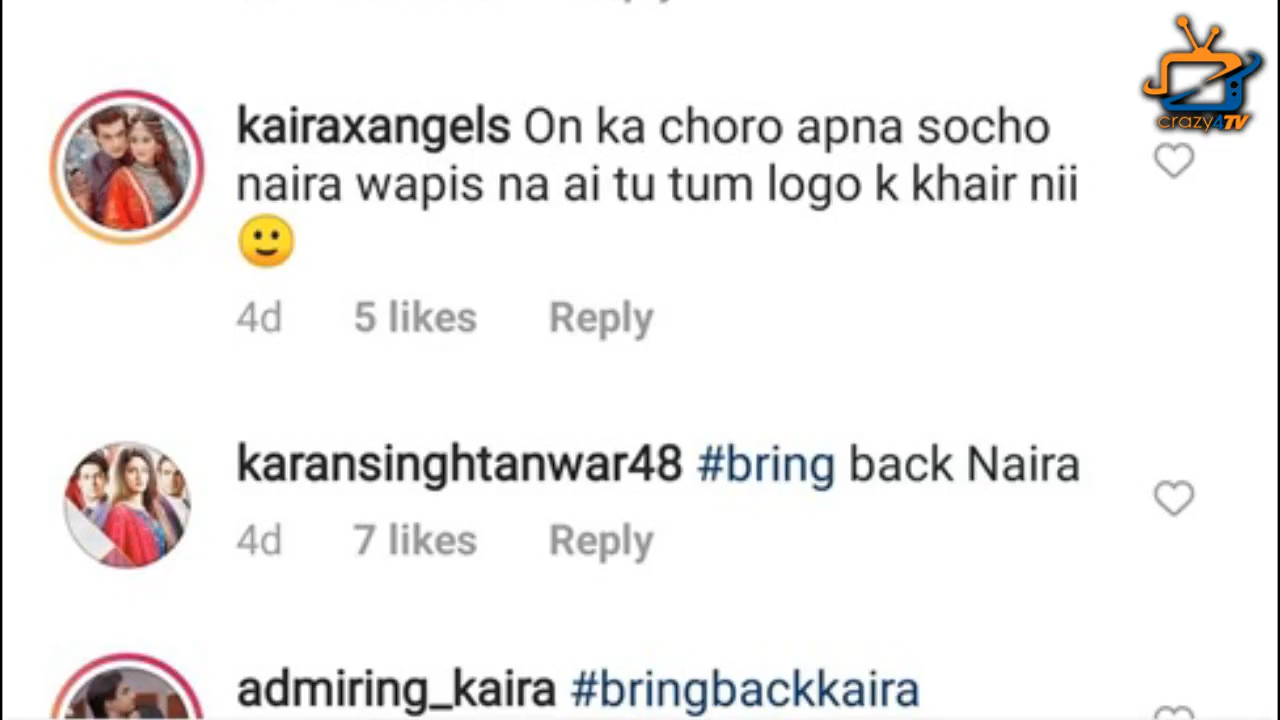 crazy4TV
kairaxangels On ka choro apna socho
naira wapis na ai tu tum logo k khair nii
🙂
4d 5 likes Reply
karansinghtanwar48 #bring back Naira
4d 7 likes Reply
admiring_kaira #bringbackkaira